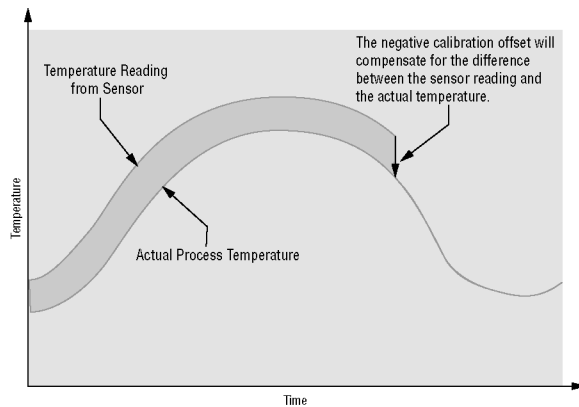 The negative calibration offset will
compensate for the difference
between the sensor reading and
the actual temperature.
Temperature Reading
from Sensor
Temperature
Actual Process Temperature
Time